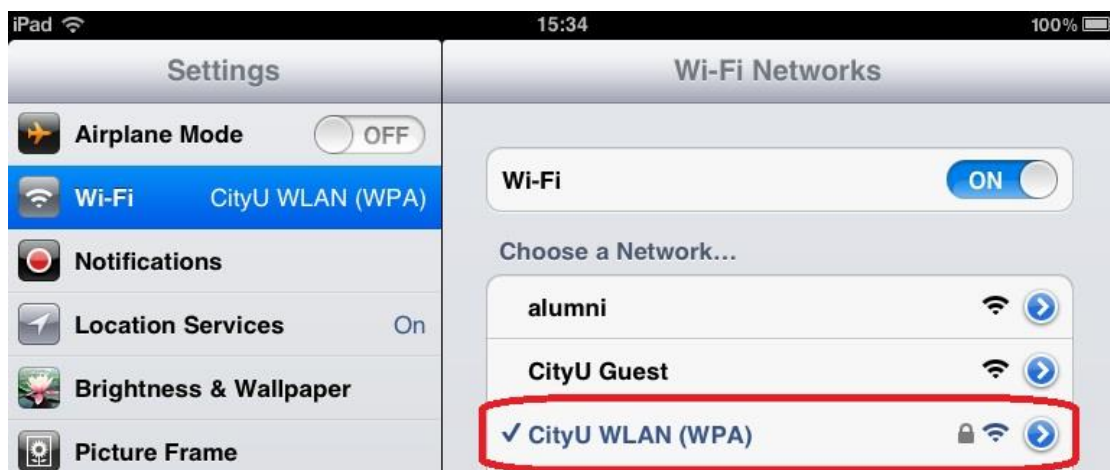 iPad 15:34 100%
Settings
Wi-Fi Networks
Airplane Mode OFF
Wi-Fi CityU WLAN (WPA)
Notifications
Location Services On
Brightness & Wallpaper
Picture Frame
Wi-Fi ON
Choose a Network...
alumni
CityU Guest
CityU WLAN (WPA)